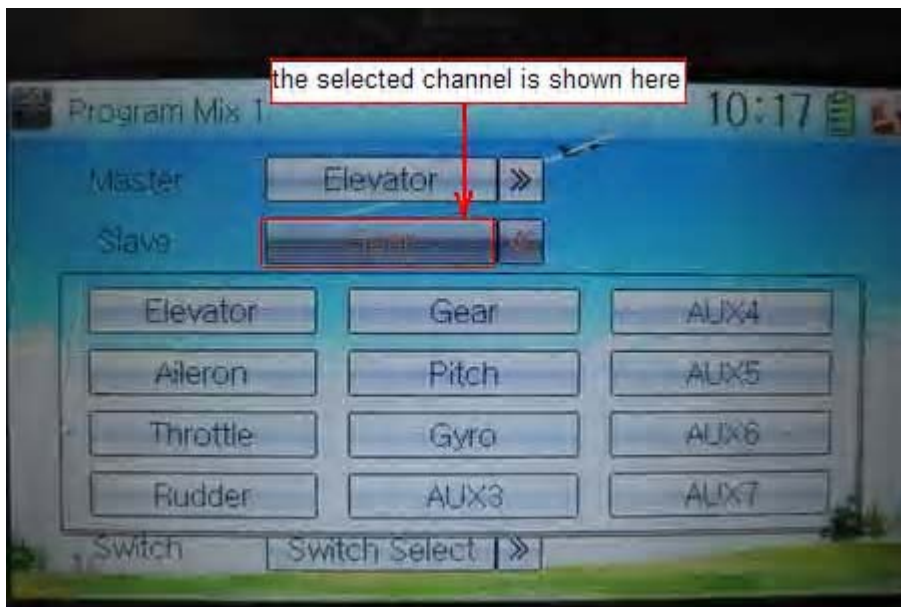 the selected channel is shown here
Program Mix 1
10:17
Master
Elevator
Slave
Gear
Elevator
Gear
AUX4
Aileron
Pitch
AUX5
Throttle
Gyro
AUX6
Rudder
AUX3
AUX7
Switch
Switch Select